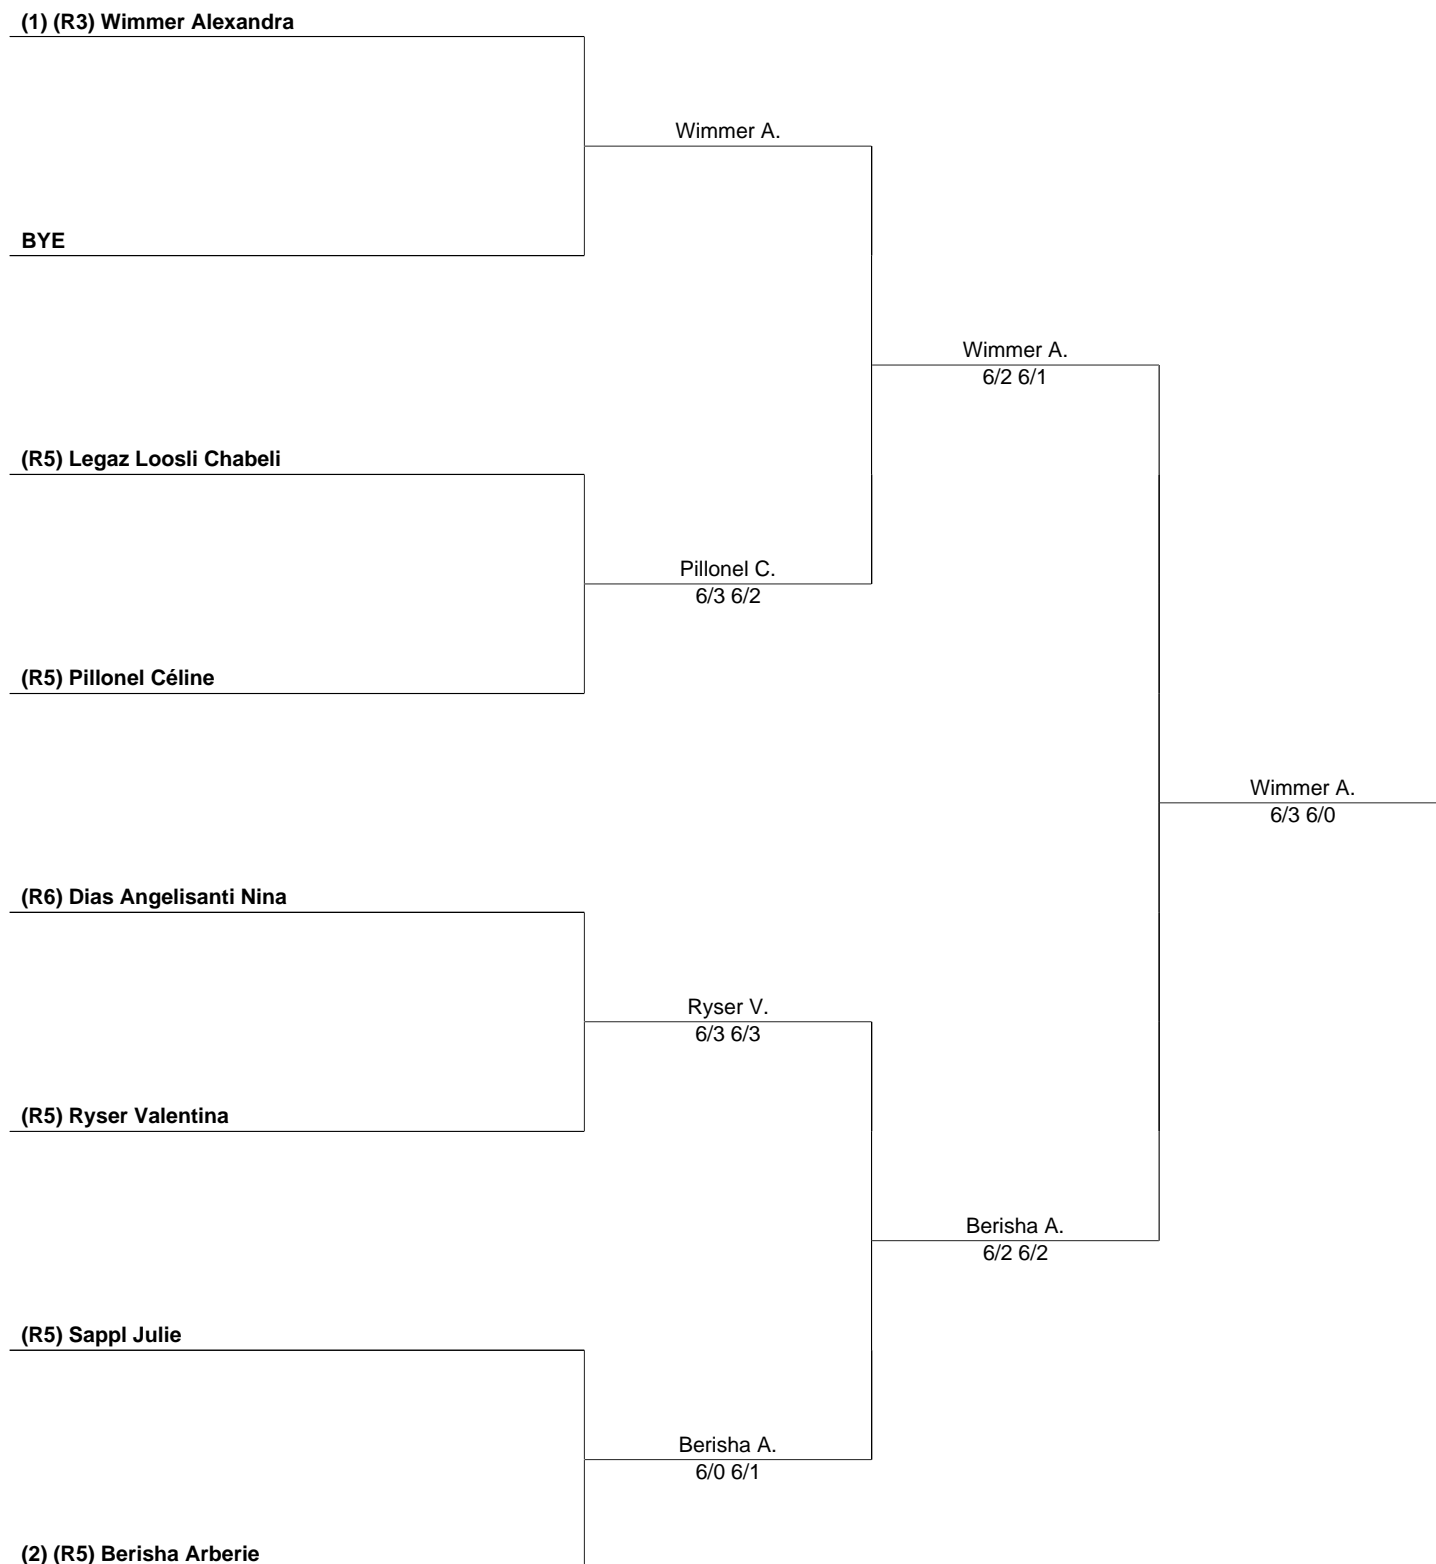 (1) (R3) Wimmer Alexandra
Wimmer A.
BYE
Wimmer A.
6/2 6/1
(R5) Legaz Loosli Chabeli
Pillonel C.
6/3 6/2
(R5) Pillonel Céline
Wimmer A.
6/3 6/0
(R6) Dias Angelisanti Nina
Ryser V.
6/3 6/3
(R5) Ryser Valentina
Berisha A.
6/2 6/2
(R5) Sappl Julie
Berisha A.
6/0 6/1
(2) (R5) Berisha Arberie